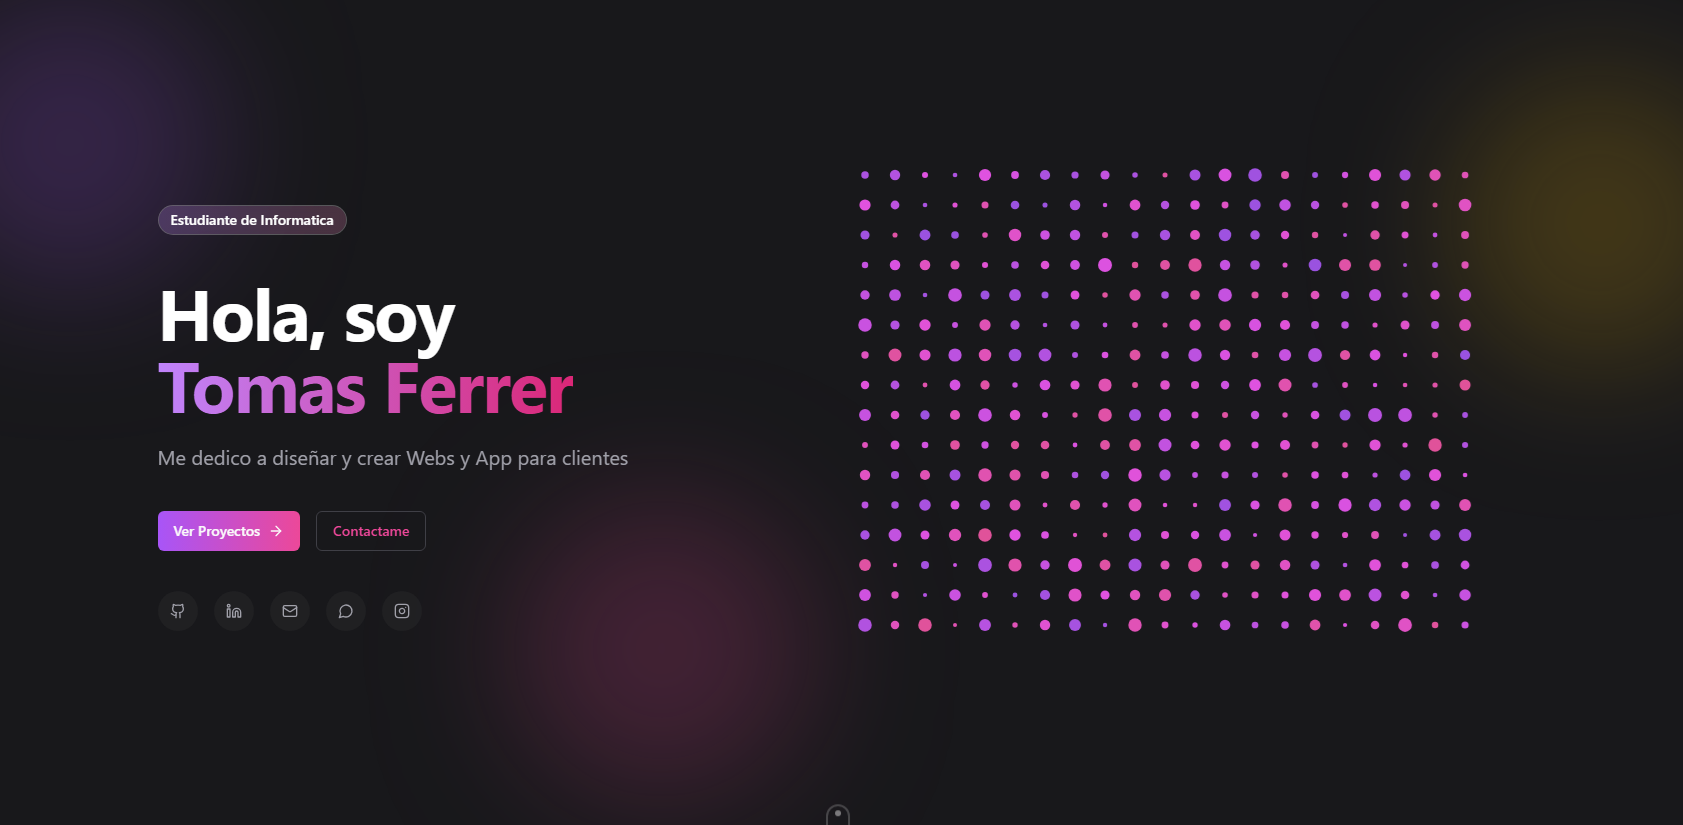 Estudiante de Informatica
Hola, soy
Tomas Ferrer
Me dedico a diseñar y crear Webs y App para clientes
Ver Proyectos
Contactame